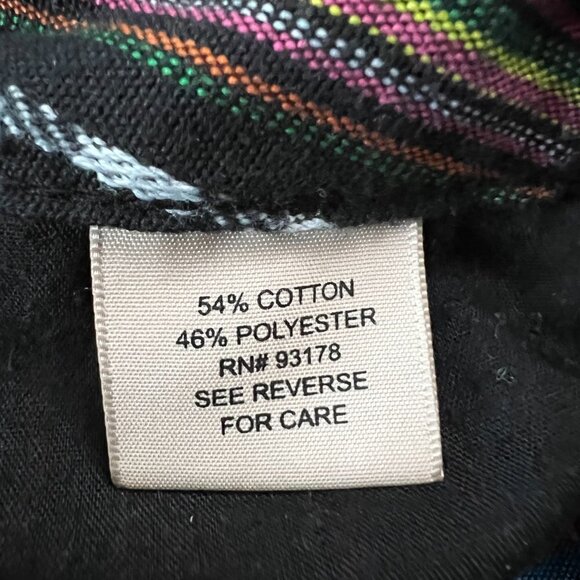 54% COTTON
46% POLYESTER
RN# 93178
SEE REVERSE
FOR CARE